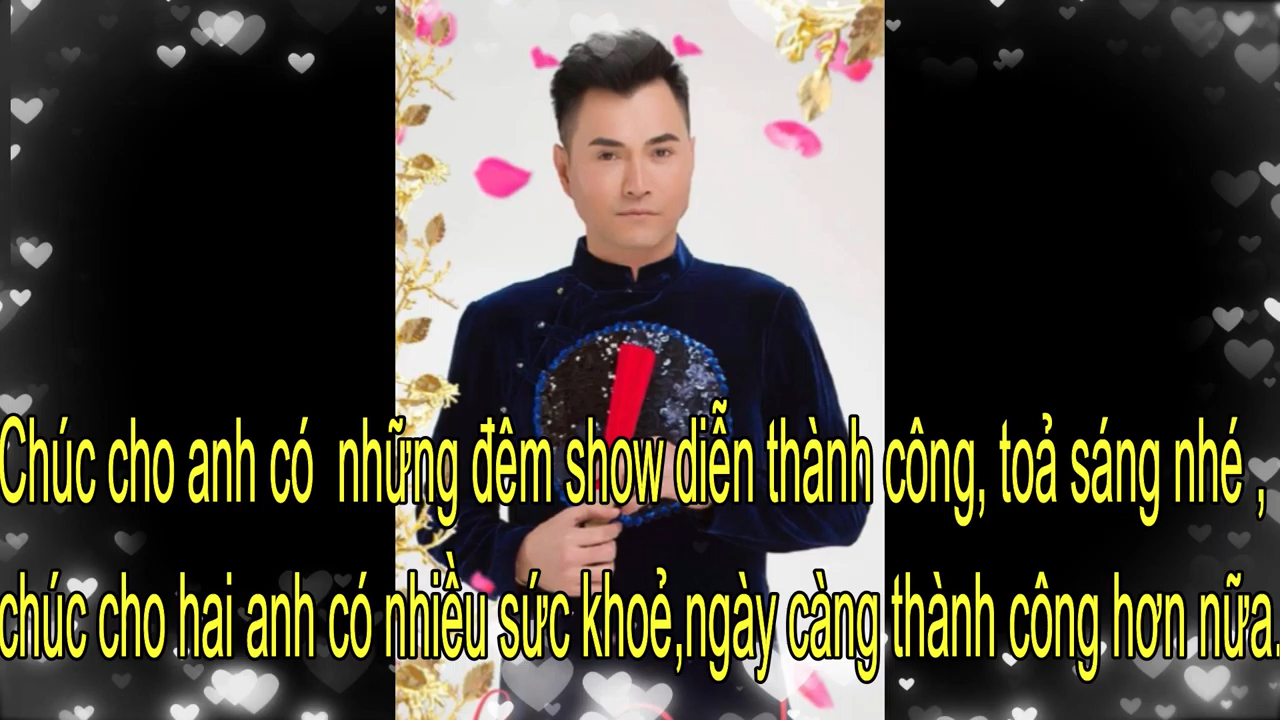 Chúc cho anh có  những đêm show diễn thành công, toả sáng nhé ,
chúc cho hai anh có nhiều sức khoẻ,ngày càng thành công hơn nữa.